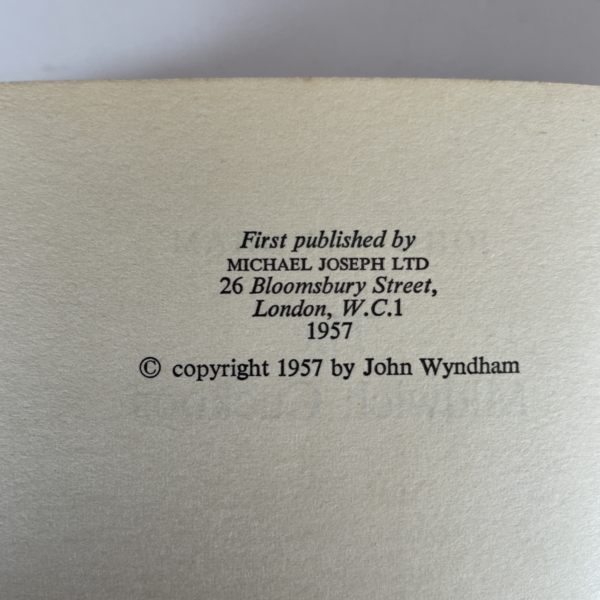 First published by
MICHAEL JOSEPH LTD
26 Bloomsbury Street,
London, W.C.1
1957
© copyright 1957 by John Wyndham